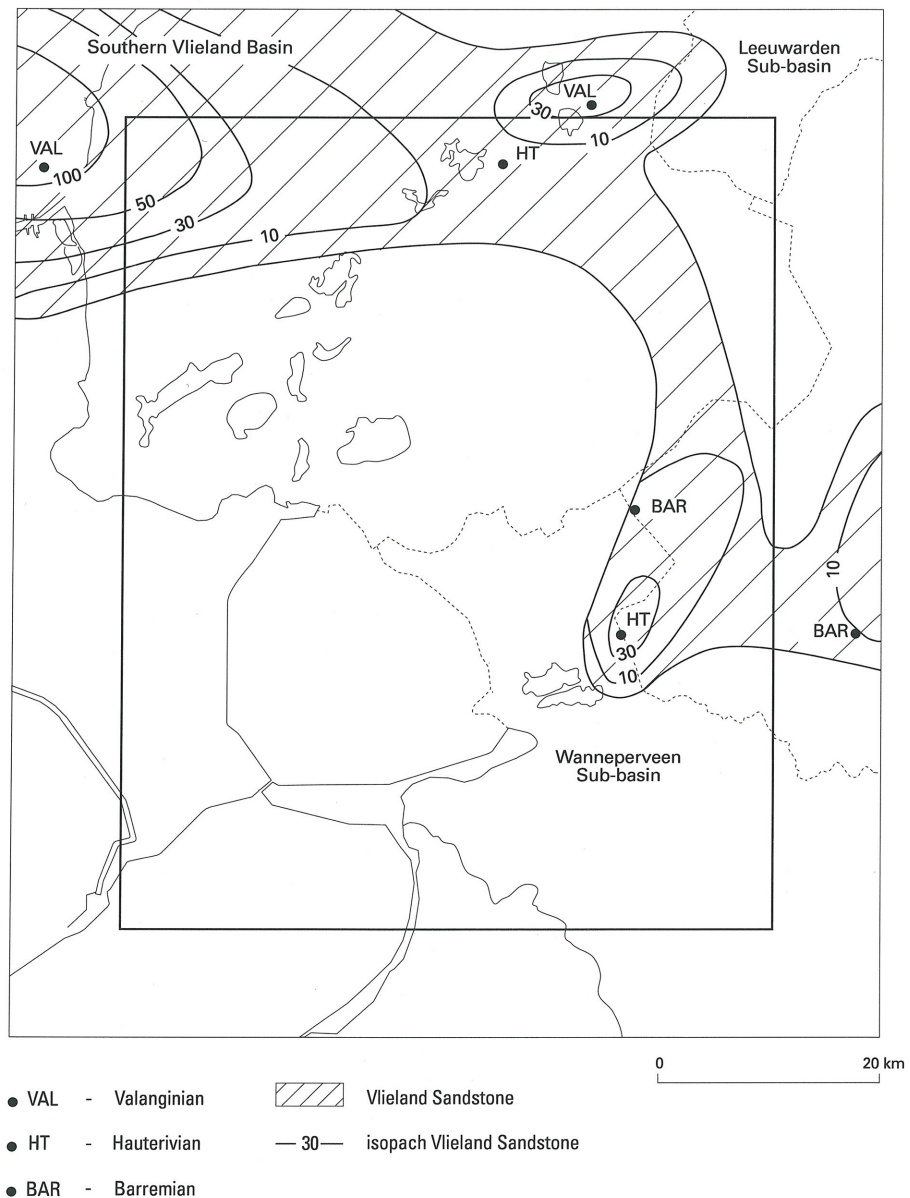 Southern Vlieland Basin
Leeuwarden
Sub-basin
VAL
30
10
HT
VAL
100
50
30
10
BAR
10
HT
BAR
30
10
Wanneperveen
Sub-basin
0 20 km
VAL - Valanginian
Vlieland Sandstone
HT - Hauterivian
30 isopach Vlieland Sandstone
BAR - Barremian